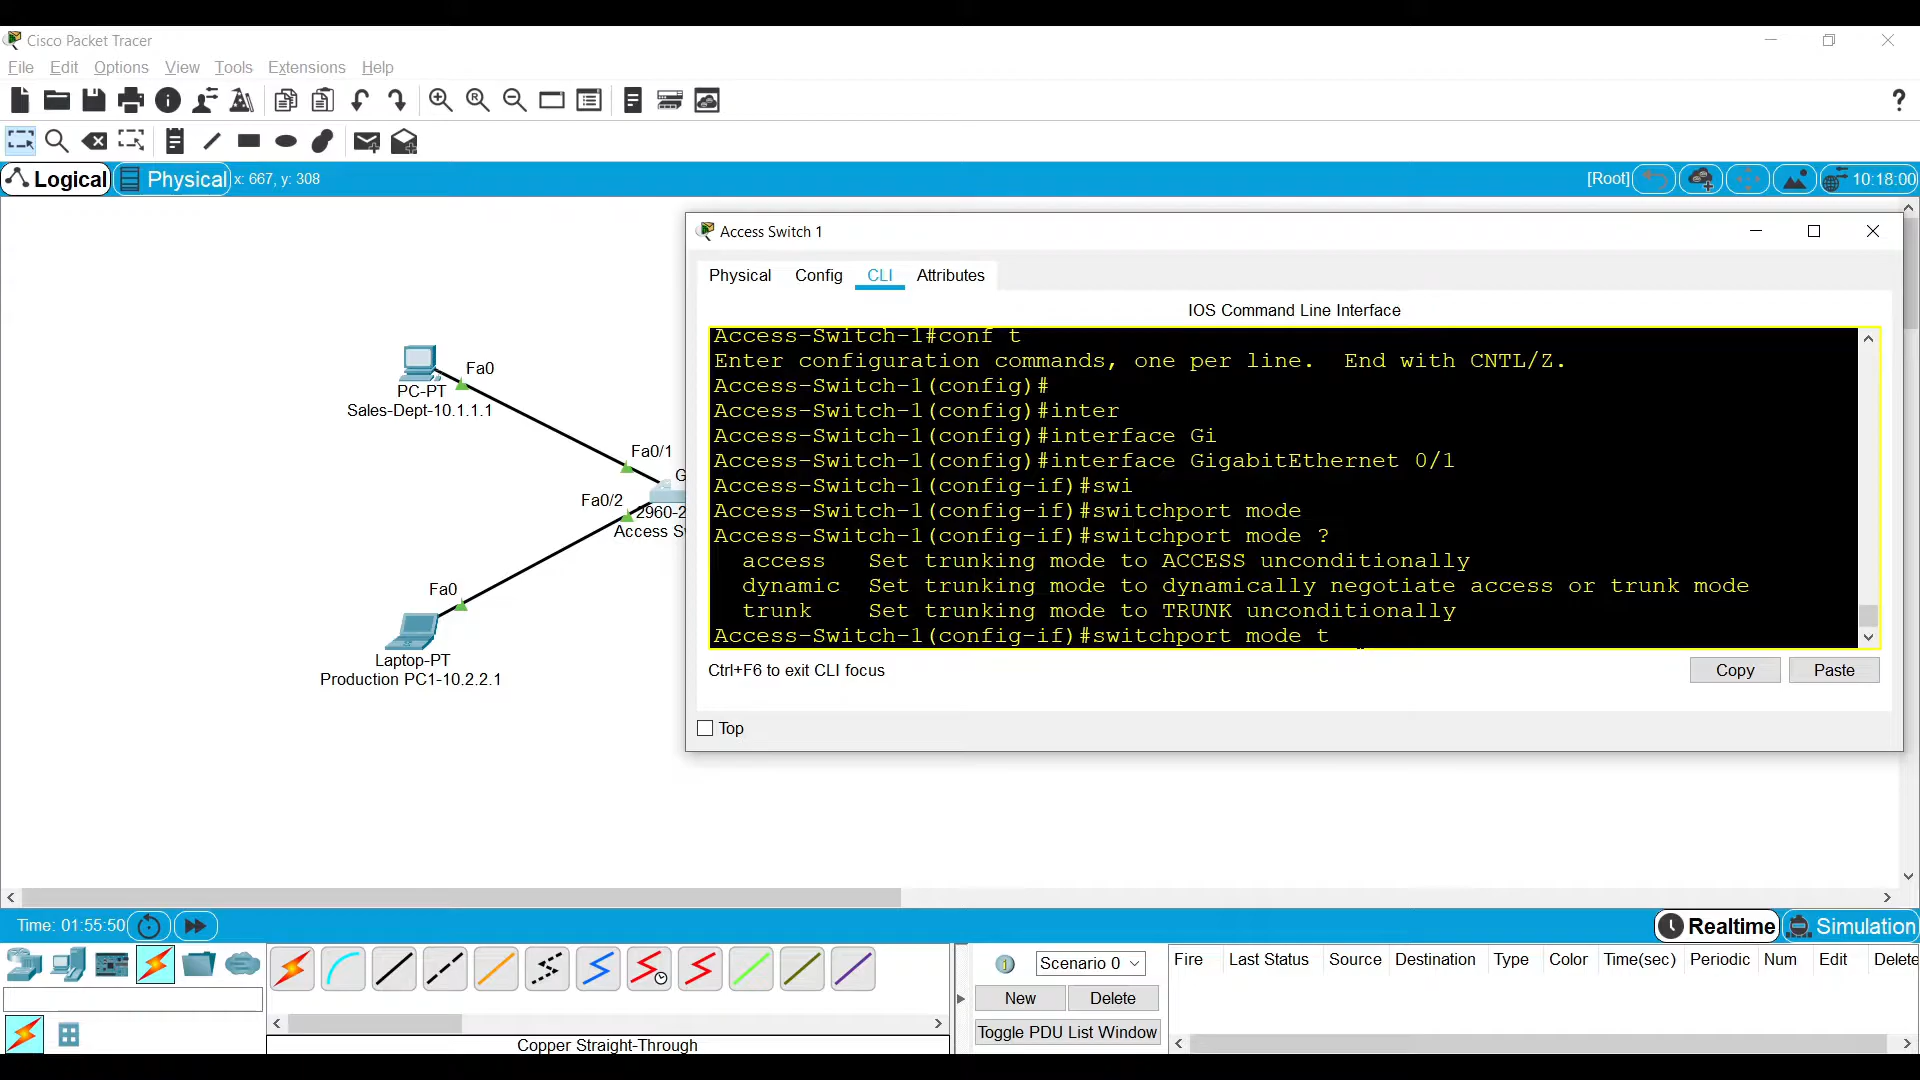 Cisco Packet Tracer
File Edit Options View Tools Extensions Help
Logical Physical x: 667, y: 308 [Root] 10:18:00
Access Switch 1
Physical Config CLI Attributes
IOS Command Line Interface
Access-Switch-1#conf t
Enter configuration commands, one per line.  End with CNTL/Z.
Access-Switch-1(config)#
Access-Switch-1(config)#inter
Access-Switch-1(config)#interface Gi
Access-Switch-1(config)#interface GigabitEthernet 0/1
Access-Switch-1(config-if)#swi
Access-Switch-1(config-if)#switchport mode
Access-Switch-1(config-if)#switchport mode ?
access   Set trunking mode to ACCESS unconditionally
dynamic  Set trunking mode to dynamically negotiate access or trunk mode
trunk    Set trunking mode to TRUNK unconditionally
Access-Switch-1(config-if)#switchport mode t
Ctrl+F6 to exit CLI focus
Copy Paste
Top
Fa0
PC-PT
Sales-Dept-10.1.1.1
Fa0/1
G
Fa0/2
2960-2
Access S
Fa0
Laptop-PT
Production PC1-10.2.2.1
Time: 01:55:50
Realtime Simulation
Scenario 0
New Delete
Toggle PDU List Window
Fire Last Status Source Destination Type Color Time(sec) Periodic Num Edit Delete
Copper Straight-Through